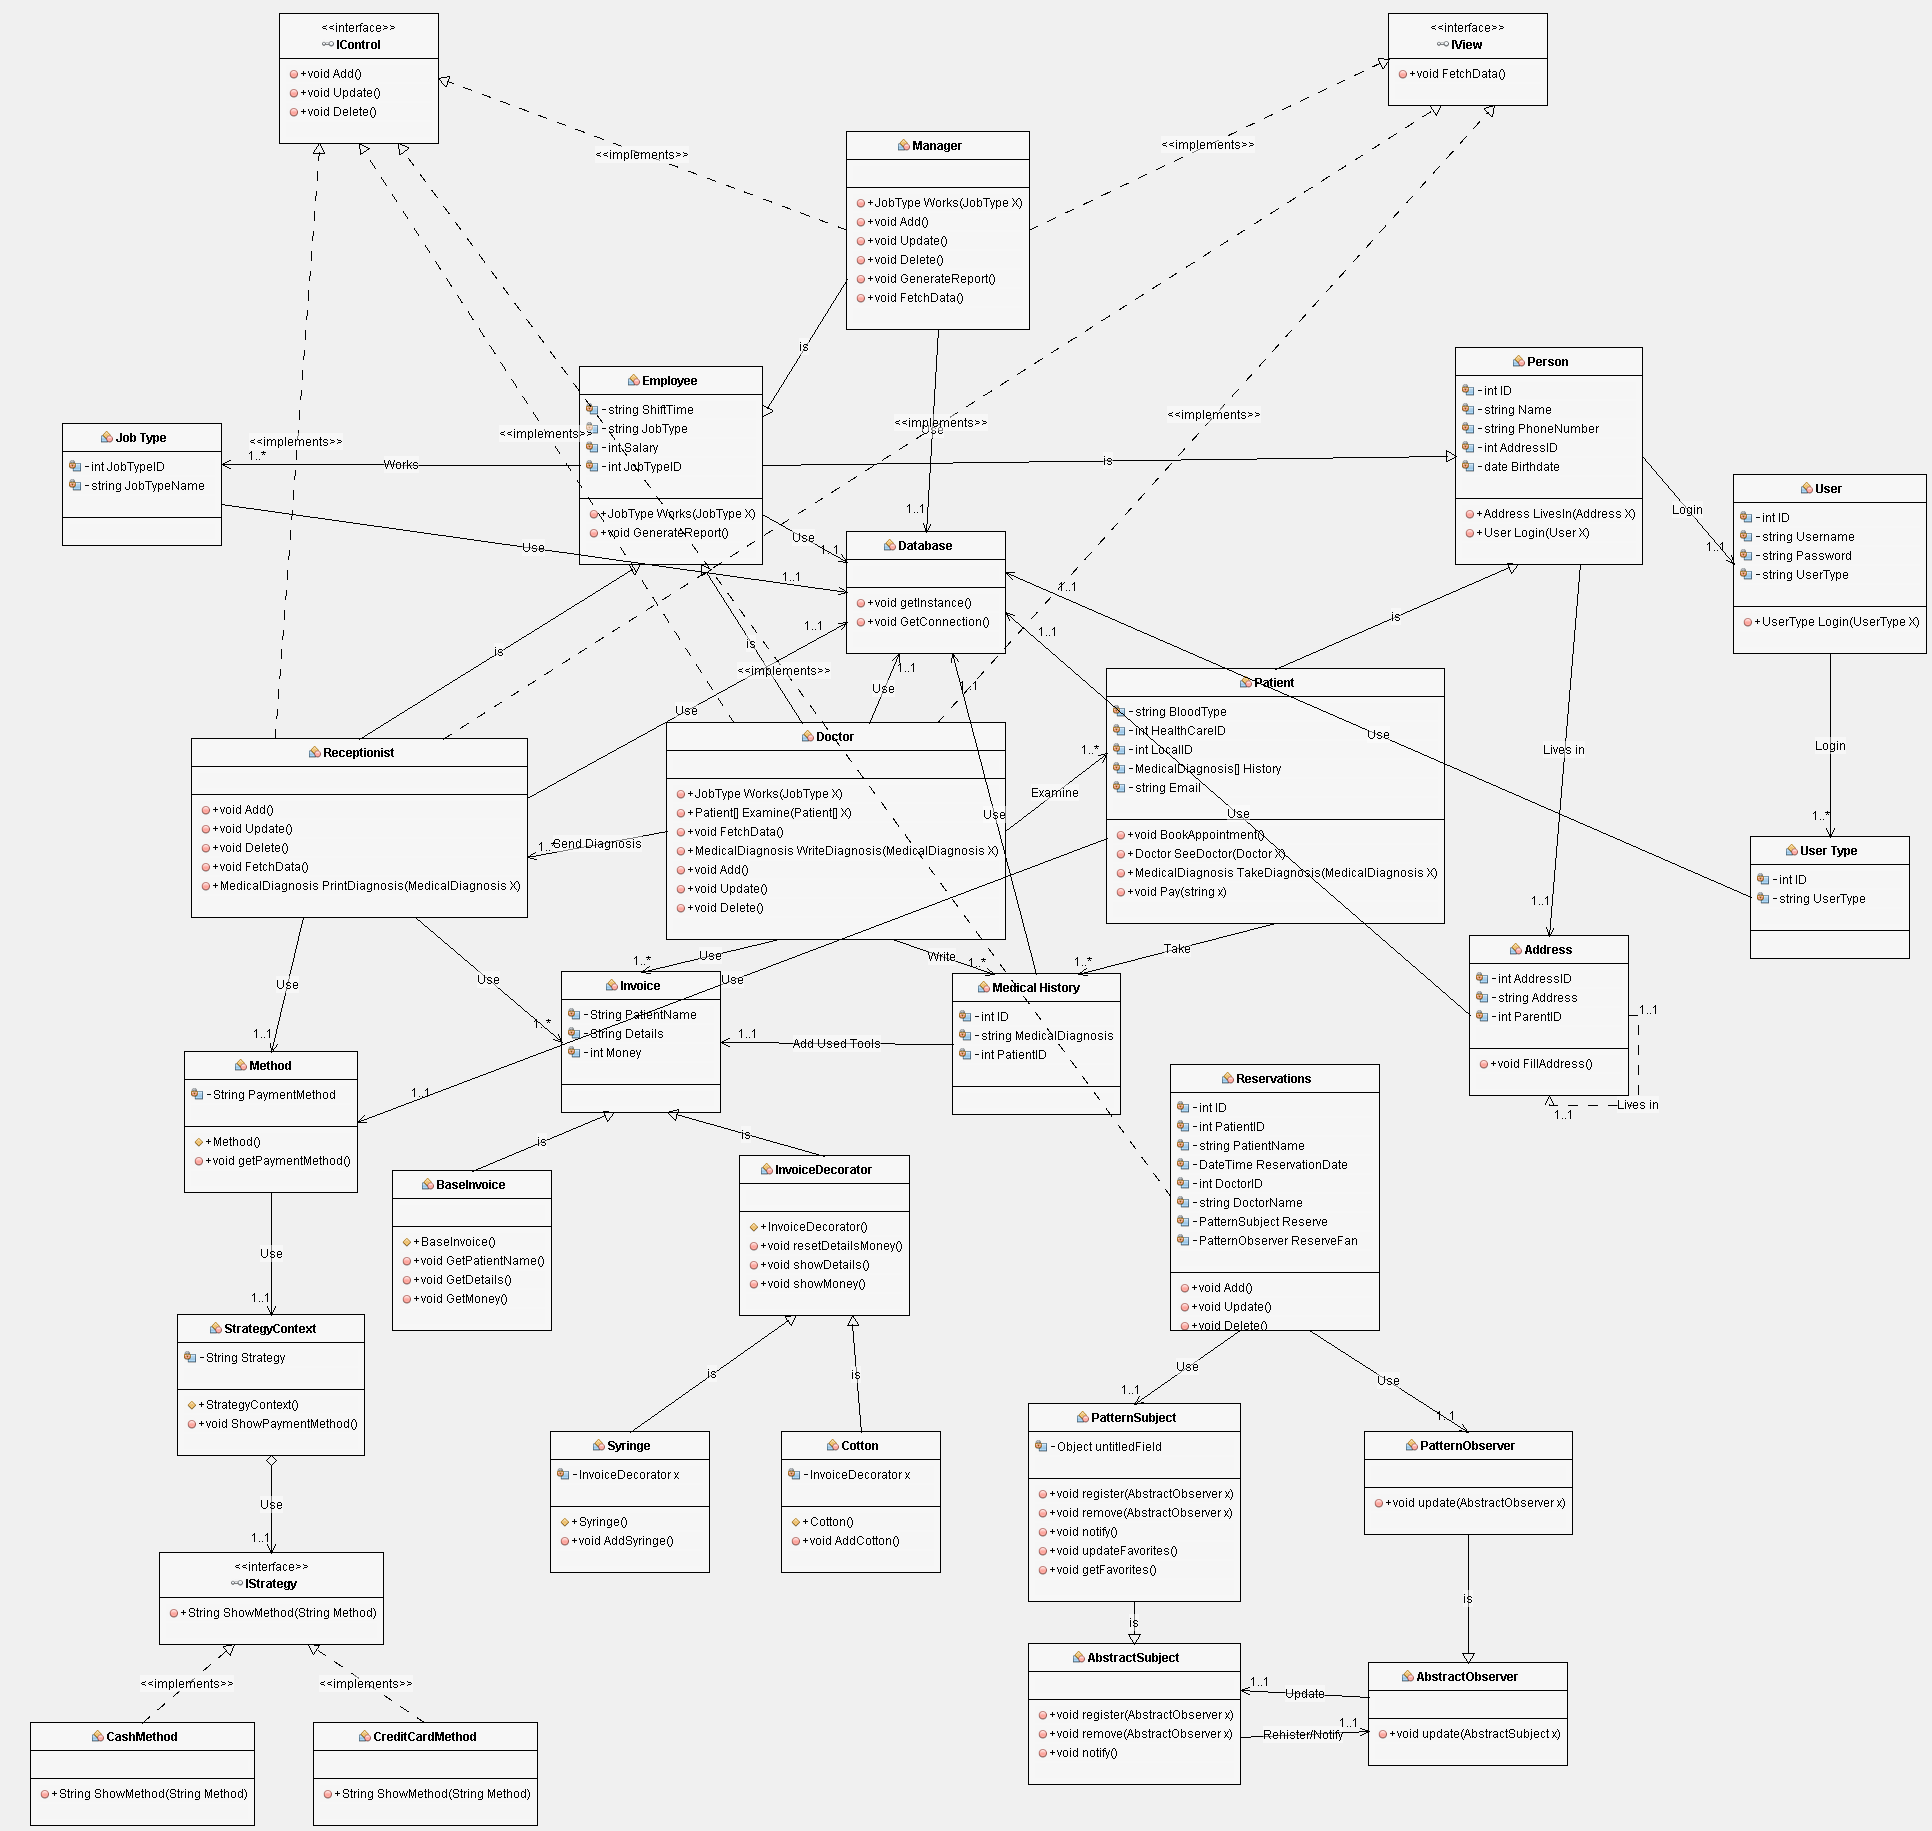 <<interface>>
IControl
+void Add()
+void Update()
+void Delete()
<<interface>>
IView
+void FetchData()
<<implements>>
<<implements>>
Manager
+JobType Works(JobType X)
+void Add()
+void Update()
+void Delete()
+void GenerateReport()
+void FetchData()
is
Employee
-string ShiftTime
-string JobType
-int Salary
-int JobTypeID
+JobType Works(JobType X)
+void GenerateReport()
Person
-int ID
-string Name
-string PhoneNumber
-int AddressID
-date Birthdate
+Address LivesIn(Address X)
+User Login(User X)
Job Type
-int JobTypeID
-string JobTypeName
<<implements>>
<<implements>>
<<implements>>
Use
<<implements>>
1..*
Works
is
User
-int ID
-string Username
-string Password
-string UserType
+UserType Login(UserType X)
Login
1..1
1..1
Use
1..1
Use
1..1
Database
+void getInstance()
+void GetConnection()
1..1
1..1
1..1
is
is
is
<<implements>>
1..1
1..1
Use
Use
Receptionist
+void Add()
+void Update()
+void Delete()
+void FetchData()
+MedicalDiagnosis PrintDiagnosis(MedicalDiagnosis X)
Doctor
+JobType Works(JobType X)
+Patient[] Examine(Patient[] X)
+void FetchData()
+MedicalDiagnosis WriteDiagnosis(MedicalDiagnosis X)
+void Add()
+void Update()
+void Delete()
Patient
-string BloodType
-int HealthCareID
-int LocalID
-MedicalDiagnosis[] History
-string Email
+void BookAppointment()
+Doctor SeeDoctor(Doctor X)
+MedicalDiagnosis TakeDiagnosis(MedicalDiagnosis X)
+void Pay(string x)
1..*
Examine
Use
Use
Use
Lives in
Login
1..*
1..*
Send Diagnosis
User Type
-int ID
-string UserType
1..1
Address
-int AddressID
-string Address
-int ParentID
+void FillAddress()
1..1
Lives in
1..1
Use
Use
1..1
1..*
1..*
Use
Write
1..*
Take
1..*
Use
Invoice
-String PatientName
-String Details
-int Money
Medical History
-int ID
-string MedicalDiagnosis
-int PatientID
1..1
Add Used Tools
Method
-String PaymentMethod
+Method()
+void getPaymentMethod()
1..1
Reservations
-int ID
-int PatientID
-string PatientName
-DateTime ReservationDate
-int DoctorID
-string DoctorName
-PatternSubject Reserve
-PatternObserver ReserveFan
+void Add()
+void Update()
+void Delete()
is
is
BaseInvoice
+BaseInvoice()
+void GetPatientName()
+void GetDetails()
+void GetMoney()
InvoiceDecorator
+InvoiceDecorator()
+void resetDetailsMoney()
+void showDetails()
+void showMoney()
Use
1..1
StrategyContext
-String Strategy
+StrategyContext()
+void ShowPaymentMethod()
is
is
Use
1..1
Use
1..1
Syringe
-InvoiceDecorator x
+Syringe()
+void AddSyringe()
Cotton
-InvoiceDecorator x
+Cotton()
+void AddCotton()
PatternSubject
-Object untitledField
+void register(AbstractObserver x)
+void remove(AbstractObserver x)
+void notify()
+void updateFavorites()
+void getFavorites()
PatternObserver
+void update(AbstractObserver x)
Use
1..1
<<interface>>
IStrategy
+String ShowMethod(String Method)
is
is
<<implements>>
<<implements>>
AbstractSubject
+void register(AbstractObserver x)
+void remove(AbstractObserver x)
+void notify()
AbstractObserver
+void update(AbstractSubject x)
1..1
Update
1..1
Rehister/Notify
CashMethod
+String ShowMethod(String Method)
CreditCardMethod
+String ShowMethod(String Method)